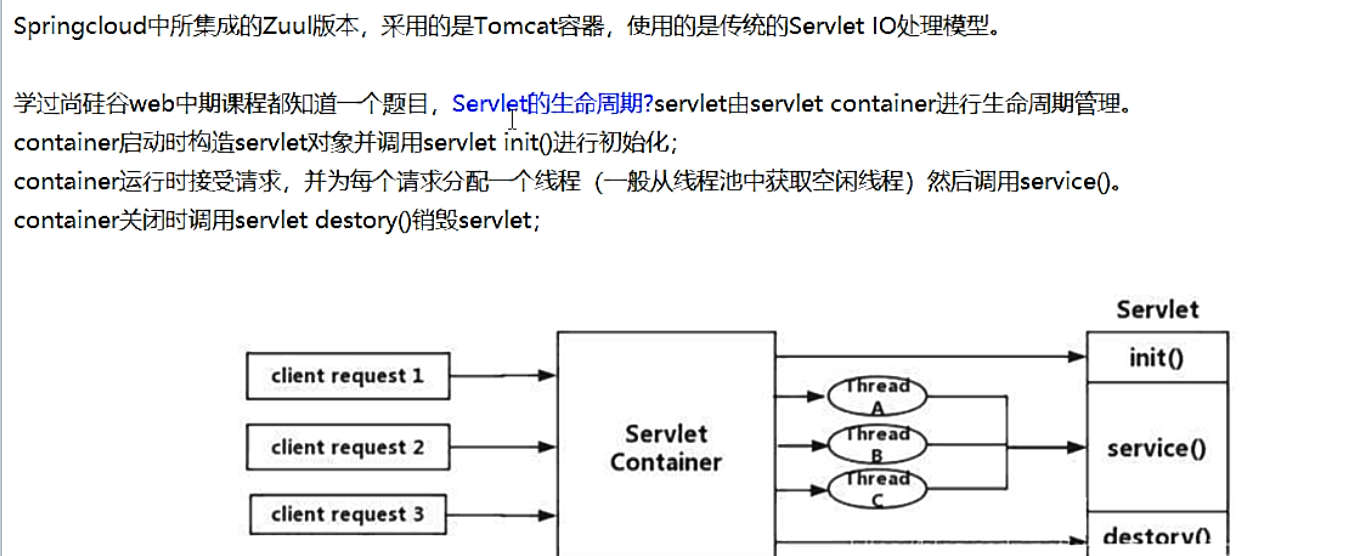 Springcloud中所集成的Zuul版本，采用的是Tomcat容器，使用的是传统的Servlet IO处理模型。
学过尚硅谷web中期课程都知道一个题目，Servlet的生命周期?servlet由servlet container进行生命周期管理。
container启动时构造servlet对象并调用servlet init()进行初始化；
container运行时接受请求，并为每个请求分配一个线程（一般从线程池中获取空闲线程）然后调用service()。
container关闭时调用servlet destory()销毁servlet；
Servlet
init()
client request 1
Thread
A
client request 2
Servlet
Container
Thread
B
service()
Thread
C
client request 3
destory()